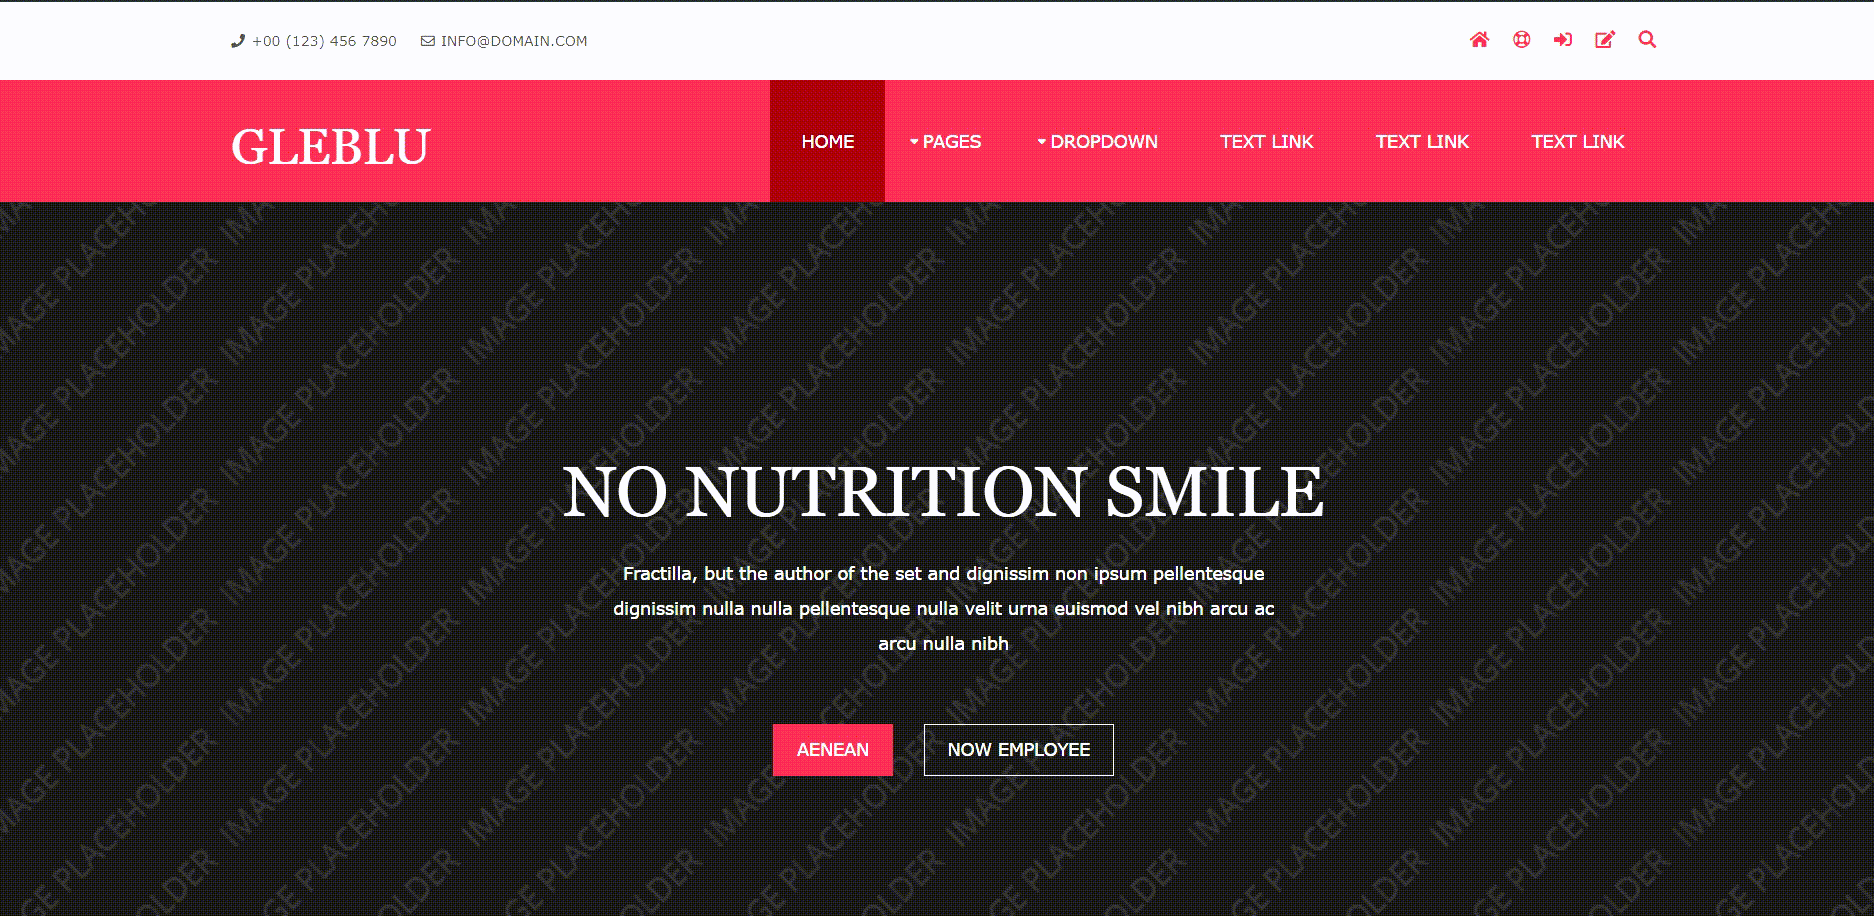 +00 (123) 456 7890 INFO@DOMAIN.COM
GLEBLU
HOME PAGES DROPDOWN TEXT LINK TEXT LINK TEXT LINK
IMAGE PLACEHOLDER
NO NUTRITION SMILE
Fractilla, but the author of the set and dignissim non ipsum pellentesque
dignissim nulla nulla pellentesque nulla velit urna euismod vel nibh arcu ac
arcu nulla nibh
AENEAN NOW EMPLOYEE